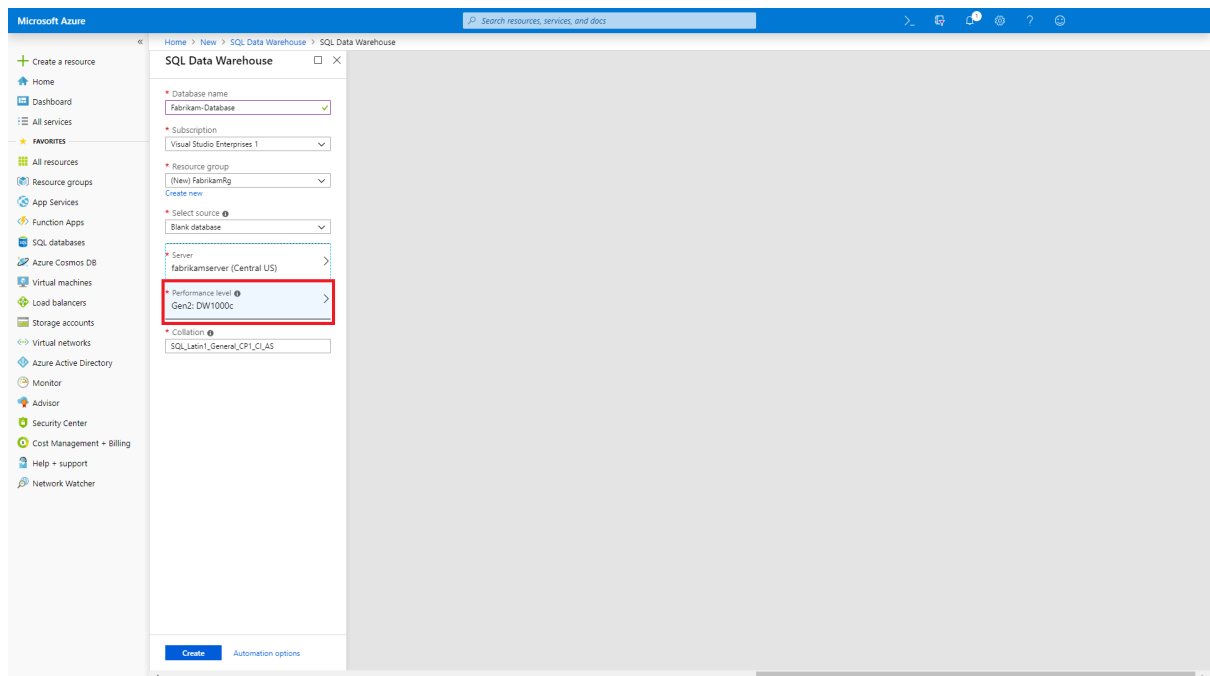 Microsoft Azure
Search resources, services, and docs
1
Home > New > SQL Data Warehouse > SQL Data Warehouse
Create a resource
Home
Dashboard
All services
FAVORITES
All resources
Resource groups
App Services
Function Apps
SQL databases
Azure Cosmos DB
Virtual machines
Load balancers
Storage accounts
Virtual networks
Azure Active Directory
Monitor
Advisor
Security Center
Cost Management + Billing
Help + support
Network Watcher
SQL Data Warehouse
* Database name
Fabrikam-Database
* Subscription
Visual Studio Enterprises 1
* Resource group
(New) FabrikamRg
Create new
* Select source
Blank database
* Server
fabrikamserver (Central US)
* Performance level
Gen2: DW1000c
* Collation
SQL_Latin1_General_CP1_CI_AS
Create
Automation options